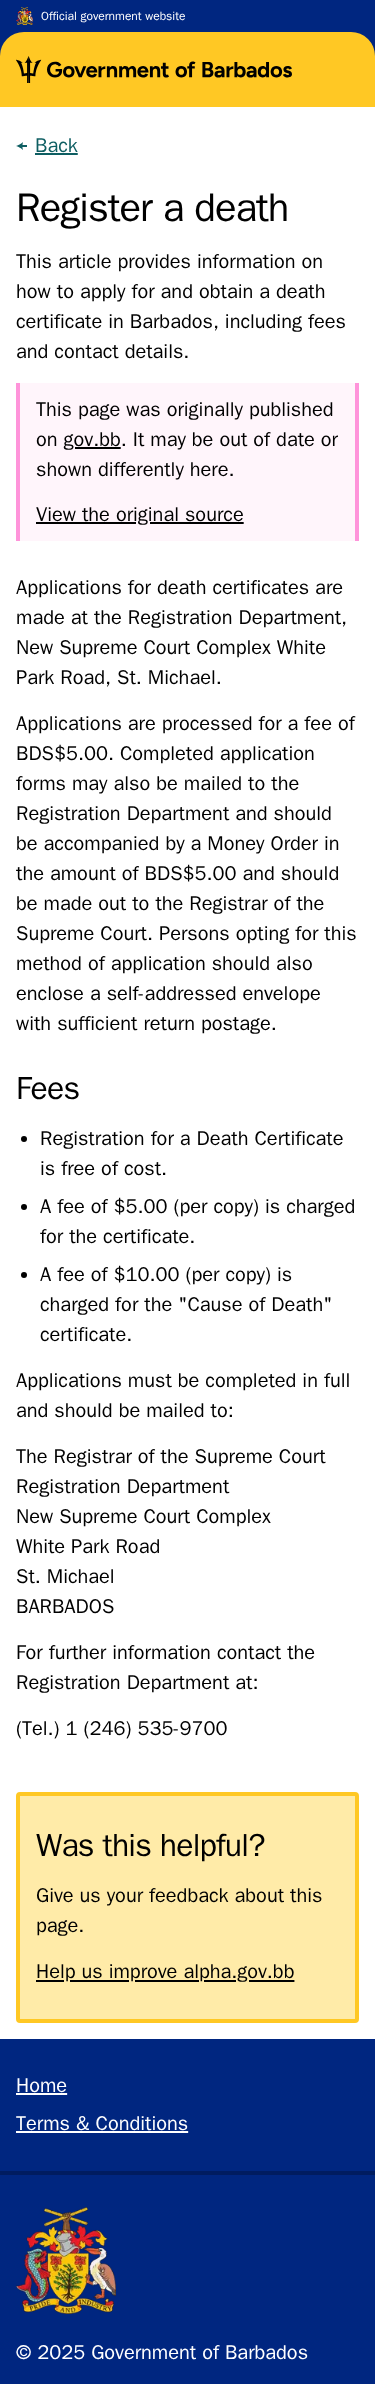 Official government website
Government of Barbados
← Back
Register a death
This article provides information on
how to apply for and obtain a death
certificate in Barbados, including fees
and contact details.
This page was originally published
on gov.bb. It may be out of date or
shown differently here.
View the original source
Applications for death certificates are
made at the Registration Department,
New Supreme Court Complex White
Park Road, St. Michael.
Applications are processed for a fee of
BDS$5.00. Completed application
forms may also be mailed to the
Registration Department and should
be accompanied by a Money Order in
the amount of BDS$5.00 and should
be made out to the Registrar of the
Supreme Court. Persons opting for this
method of application should also
enclose a self-addressed envelope
with sufficient return postage.
Fees
• Registration for a Death Certificate
is free of cost.
• A fee of $5.00 (per copy) is charged
for the certificate.
• A fee of $10.00 (per copy) is
charged for the "Cause of Death"
certificate.
Applications must be completed in full
and should be mailed to:
The Registrar of the Supreme Court
Registration Department
New Supreme Court Complex
White Park Road
St. Michael
BARBADOS
For further information contact the
Registration Department at:
(Tel.) 1 (246) 535-9700
Was this helpful?
Give us your feedback about this
page.
Help us improve alpha.gov.bb
Home
Terms & Conditions
PRIDE AND INDUSTRY
© 2025 Government of Barbados